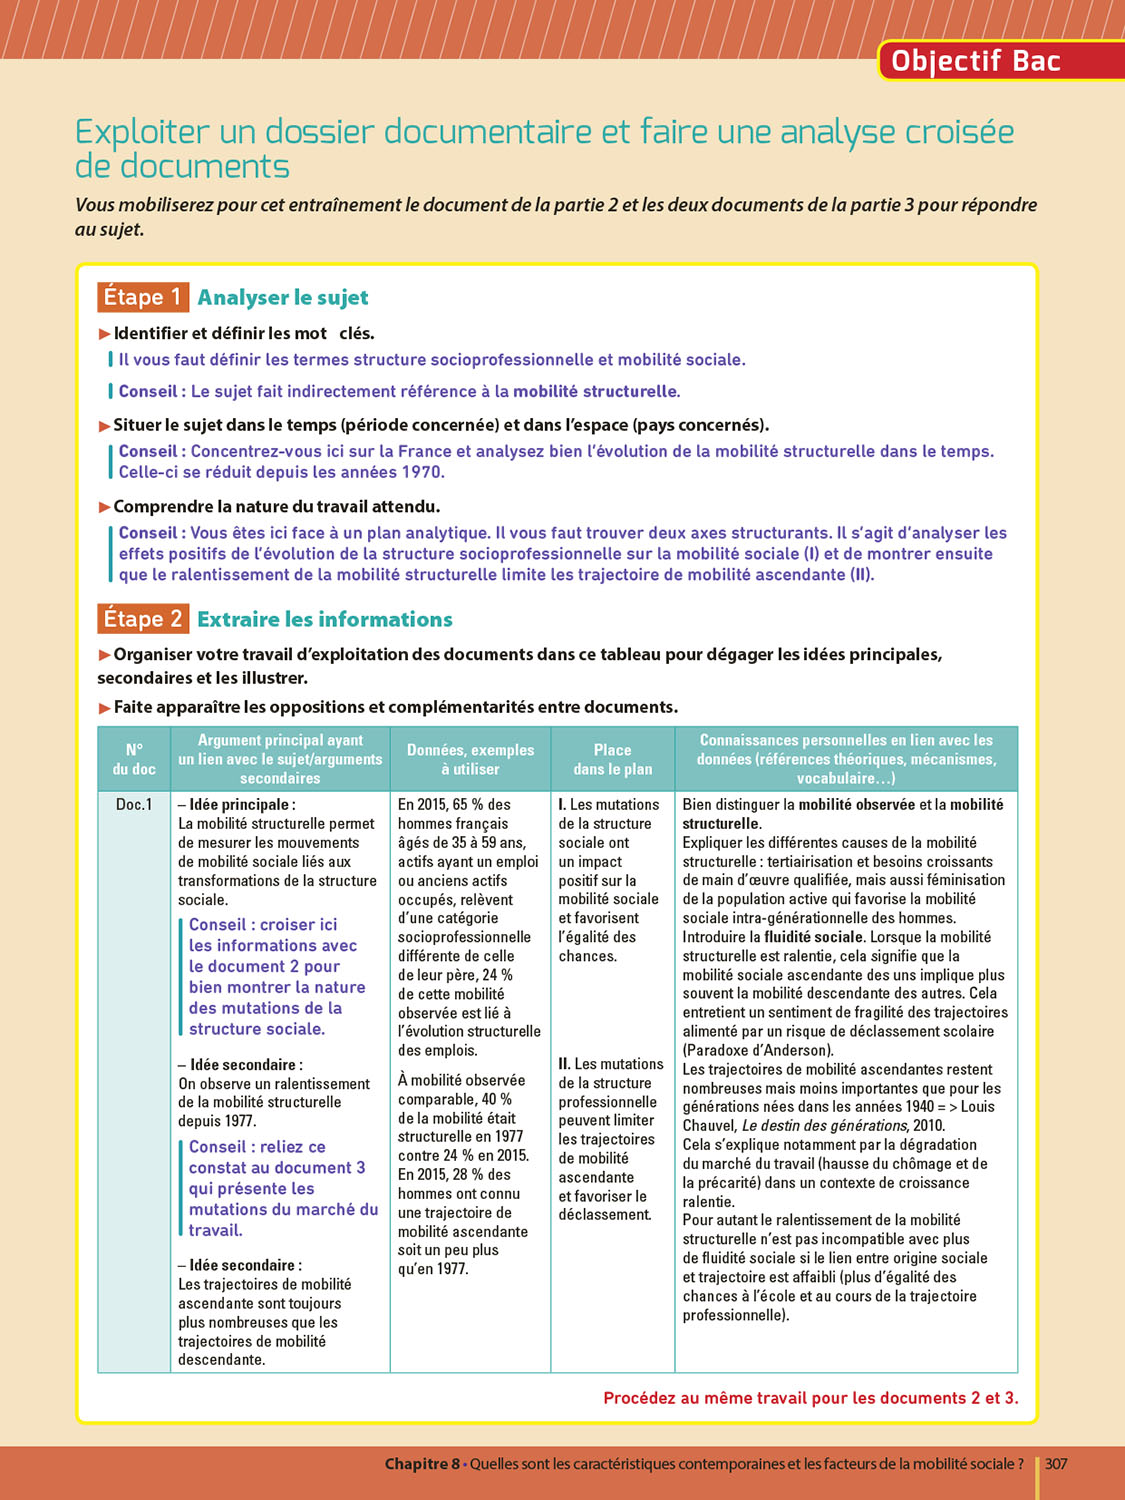 Objectif Bac
Exploiter un dossier documentaire et faire une analyse croisée
de documents
Vous mobiliserez pour cet entraînement le document de la partie 2 et les deux documents de la partie 3 pour répondre
au sujet.
Étape 1 Analyser le sujet
▶ Identifier et définir les mot clés.
Il vous faut définir les termes structure socioprofessionnelle et mobilité sociale.
Conseil : Le sujet fait indirectement référence à la mobilité structurelle.
▶ Situer le sujet dans le temps (période concernée) et dans l'espace (pays concernés).
Conseil : Concentrez-vous ici sur la France et analysez bien l'évolution de la mobilité structurelle dans le temps.
Celle-ci se réduit depuis les années 1970.
▶ Comprendre la nature du travail attendu.
Conseil : Vous êtes ici face à un plan analytique. Il vous faut trouver deux axes structurants. Il s'agit d'analyser les
effets positifs de l'évolution de la structure socioprofessionnelle sur la mobilité sociale (I) et de montrer ensuite
que le ralentissement de la mobilité structurelle limite les trajectoire de mobilité ascendante (II).
Étape 2 Extraire les informations
▶ Organiser votre travail d'exploitation des documents dans ce tableau pour dégager les idées principales,
secondaires et les illustrer.
▶ Faite apparaître les oppositions et complémentarités entre documents.
N°
du doc
Argument principal ayant
un lien avec le sujet/arguments
secondaires
Données, exemples
à utiliser
Place
dans le plan
Connaissances personnelles en lien avec les
données (références théoriques, mécanismes,
vocabulaire…)
Doc.1
– Idée principale :
La mobilité structurelle permet
de mesurer les mouvements
de mobilité sociale liés aux
transformations de la structure
sociale.
Conseil : croiser ici
les informations avec
le document 2 pour
bien montrer la nature
des mutations de la
structure sociale.
– Idée secondaire :
On observe un ralentissement
de la mobilité structurelle
depuis 1977.
Conseil : reliez ce
constat au document 3
qui présente les
mutations du marché du
travail.
– Idée secondaire :
Les trajectoires de mobilité
ascendante sont toujours
plus nombreuses que les
trajectoires de mobilité
descendante.
En 2015, 65 % des
hommes français
âgés de 35 à 59 ans,
actifs ayant un emploi
ou anciens actifs
occupés, relèvent
d'une catégorie
socioprofessionnelle
différente de celle
de leur père, 24 %
de cette mobilité
observée est lié à
l'évolution structurelle
des emplois.
À mobilité observée
comparable, 40 %
de la mobilité était
structurelle en 1977
contre 24 % en 2015.
En 2015, 28 % des
hommes ont connu
une trajectoire de
mobilité ascendante
soit un peu plus
qu'en 1977.
I. Les mutations
de la structure
sociale ont
un impact
positif sur la
mobilité sociale
et favorisent
l'égalité des
chances.
II. Les mutations
de la structure
professionnelle
peuvent limiter
les trajectoires
de mobilité
ascendante
et favoriser le
déclassement.
Bien distinguer la mobilité observée et la mobilité
structurelle.
Expliquer les différentes causes de la mobilité
structurelle : tertiairisation et besoins croissants
de main d'œuvre qualifiée, mais aussi féminisation
de la population active qui favorise la mobilité
sociale intra-générationnelle des hommes.
Introduire la fluidité sociale. Lorsque la mobilité
structurelle est ralentie, cela signifie que la
mobilité sociale ascendante des uns implique plus
souvent la mobilité descendante des autres. Cela
entretient un sentiment de fragilité des trajectoires
alimenté par un risque de déclassement scolaire
(Paradoxe d'Anderson).
Les trajectoires de mobilité ascendantes restent
nombreuses mais moins importantes que pour les
générations nées dans les années 1940 = > Louis
Chauvel, Le destin des générations, 2010.
Cela s'explique notamment par la dégradation
du marché du travail (hausse du chômage et de
la précarité) dans un contexte de croissance
ralentie.
Pour autant le ralentissement de la mobilité
structurelle n'est pas incompatible avec plus
de fluidité sociale si le lien entre origine sociale
et trajectoire est affaibli (plus d'égalité des
chances à l'école et au cours de la trajectoire
professionnelle).
Procédez au même travail pour les documents 2 et 3.
Chapitre 8 • Quelles sont les caractéristiques contemporaines et les facteurs de la mobilité sociale ? 307